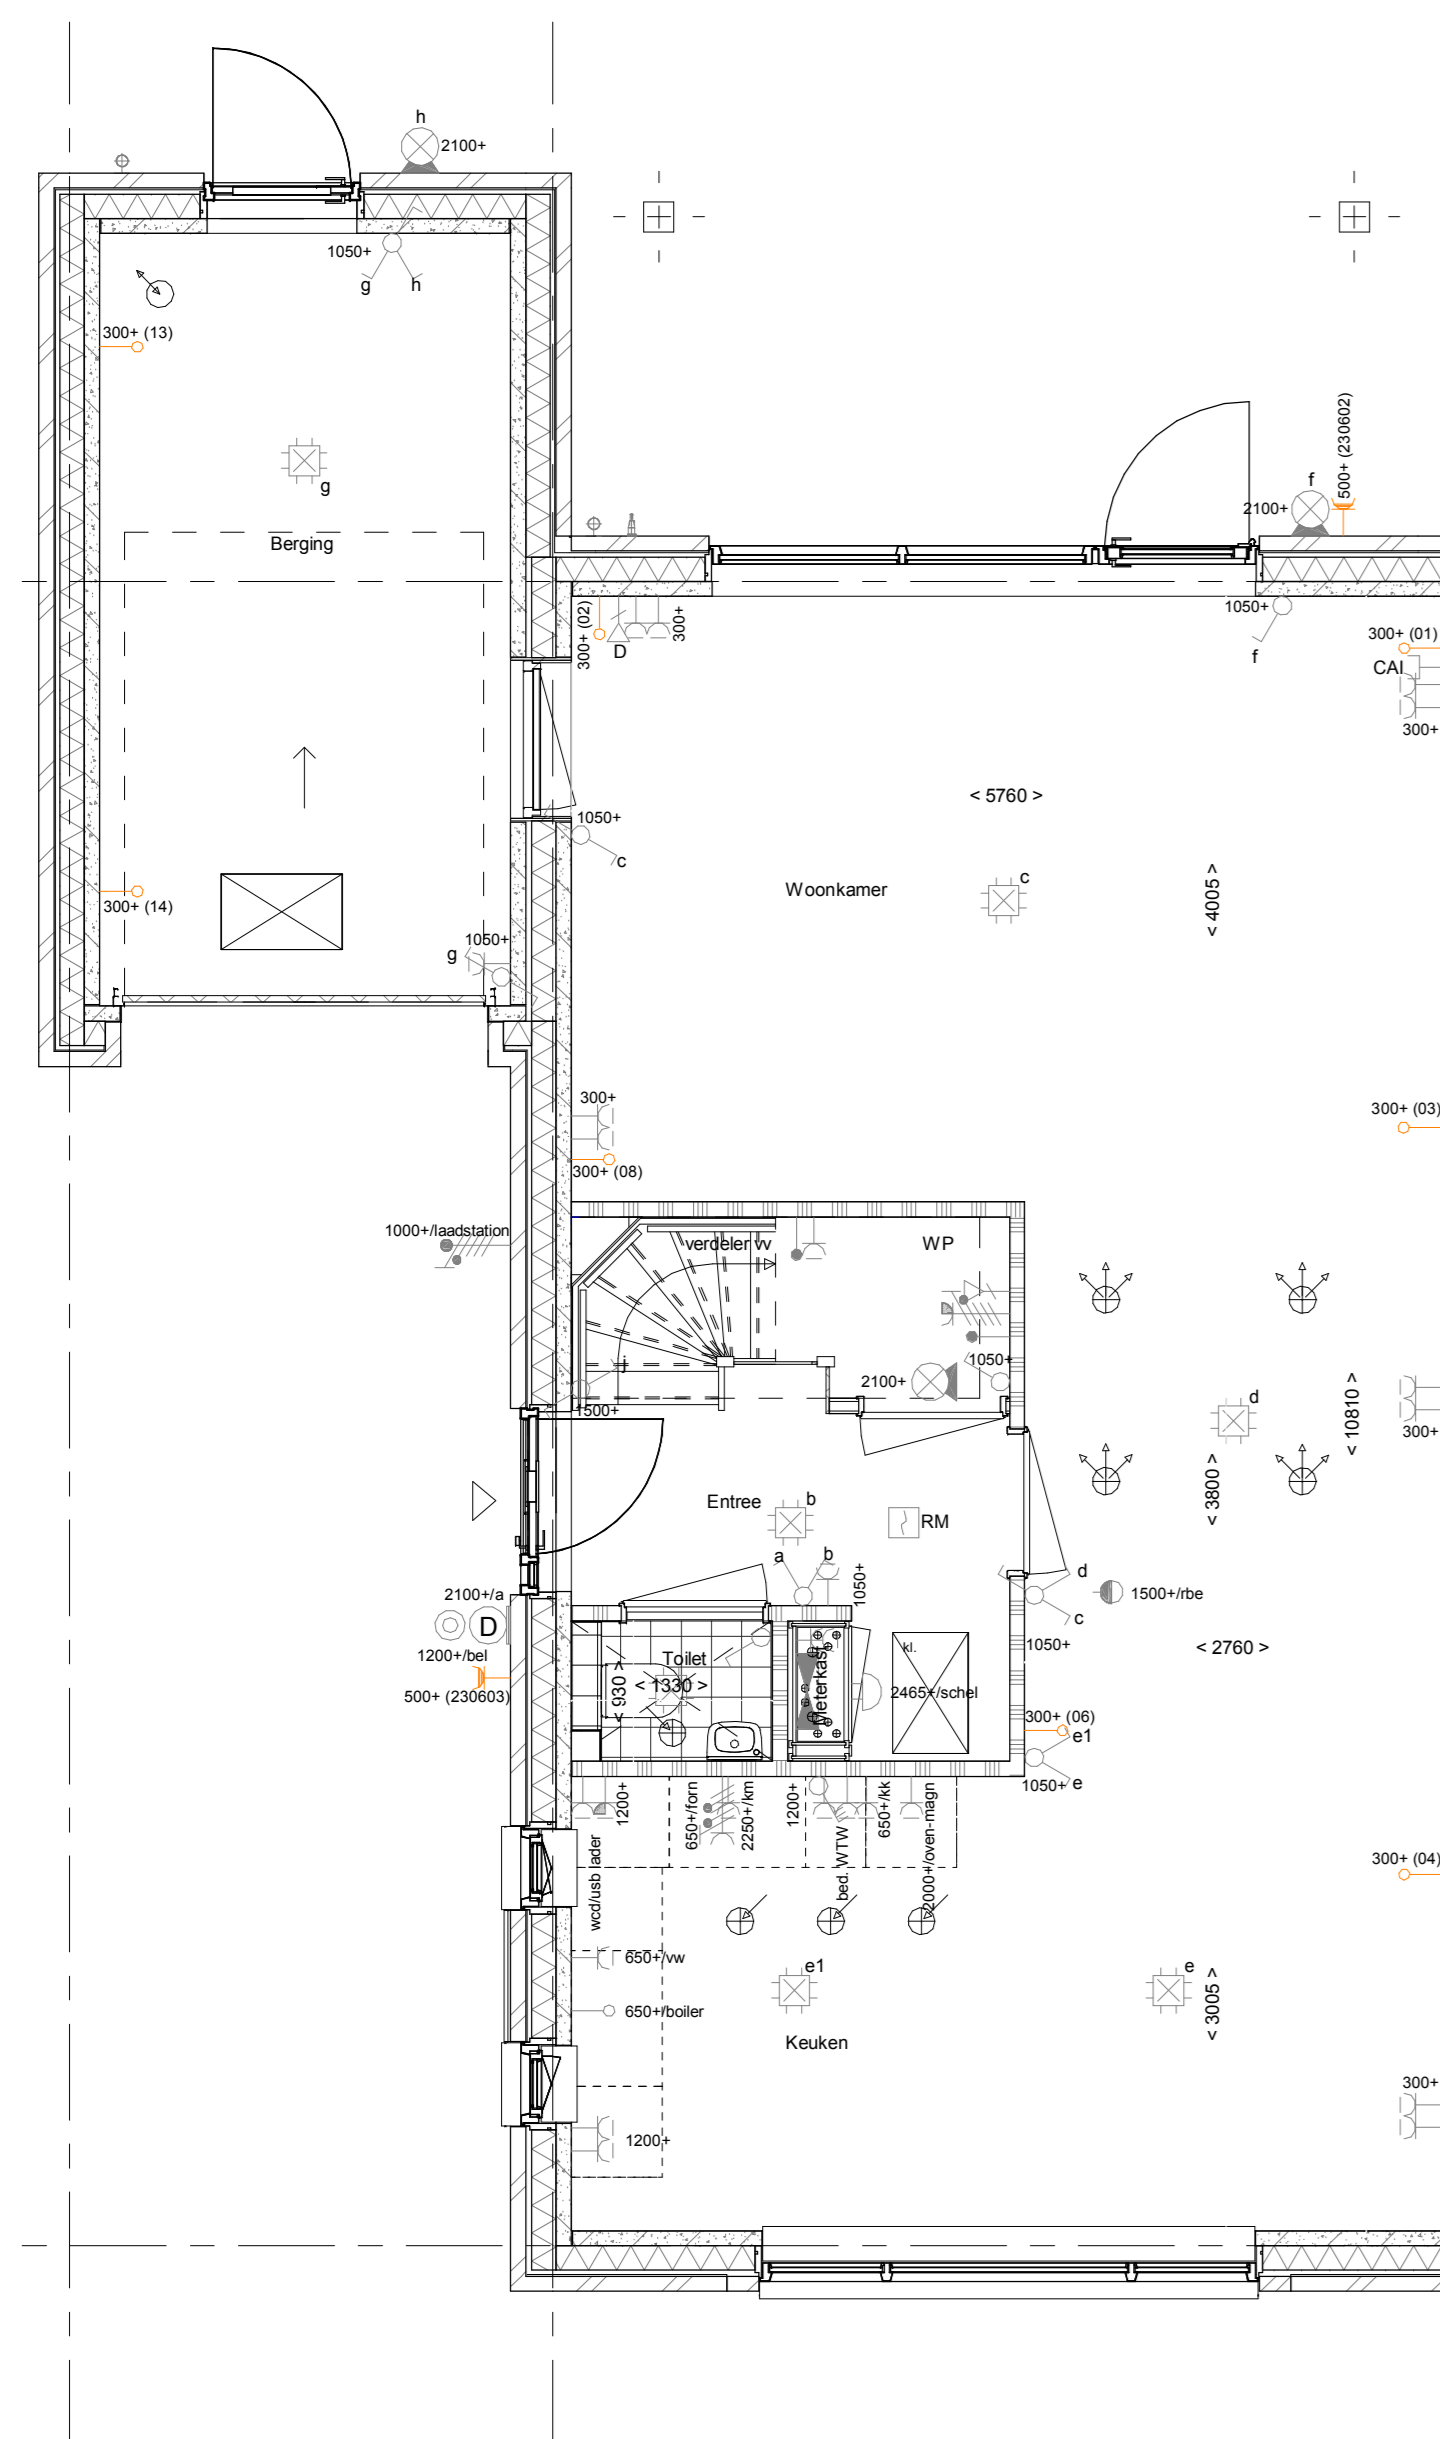 h
2100+
1050+
g
h
300+ (13)
g
Berging
300+ (14)
1050+
g
f
2100+
500+ (230602)
1050+
f
300+ (02)
D
300+
300+ (01)
CAI
300+
< 5760 >
1050+
c
Woonkamer
c
< 4005 >
300+
300+ (08)
300+ (03)
1000+/laadstation
verdeler vv
WP
j
1500+
2100+
1050+
d
< 10810 >
300+
< 3800 >
Entree
b
RM
a
b
1050+
d
c
1050+
1500+/rbe
2100+/a
D
1200+/bel
500+ (230603)
Toilet
< 930 >
< 1330 >
Meterkast
kl.
2465+/schel
< 2760 >
300+ (06)
e1
1050+
e
1200+
650+/forn
2250+/km
1200+
650+/kk
wcd/usb lader
bed. WTW
2000+/oven-magn
300+ (04)
650+/vw
650+/boiler
e1
e
< 3005 >
Keuken
300+
1200+